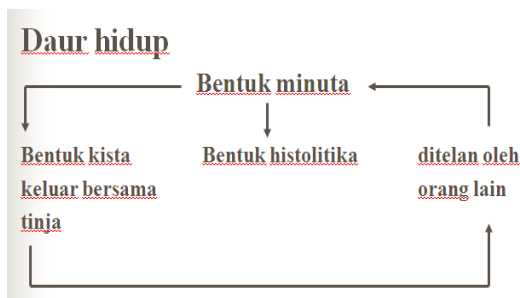 Daur hidup
Bentuk minuta
Bentuk kista
keluar bersama
tinja
Bentuk histolitika
ditelan oleh
orang lain